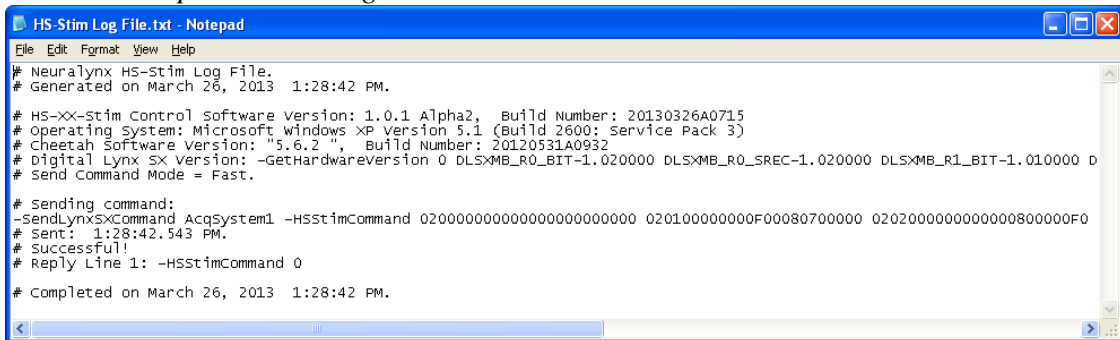 HS-Stim Log File.txt - Notepad
File Edit Format View Help
# Neuralynx HS-Stim Log File.
# Generated on March 26, 2013  1:28:42 PM.
# HS-XX-Stim Control Software Version: 1.0.1 Alpha2,  Build Number: 20130326A0715
# Operating System: Microsoft Windows XP Version 5.1 (Build 2600: Service Pack 3)
# Cheetah Software Version: "5.6.2 ",  Build Number: 20120531A0932
# Digital Lynx SX Version: -GetHardwareVersion 0 DLSXMB_R0_BIT-1.020000 DLSXMB_R0_SREC-1.020000 DLSXMB_R1_BIT-1.010000 D
# Send Command Mode = Fast.
# Sending command:
-SendLynxSXCommand AcqSystem1 -HSStimCommand 020000000000000000000000 020100000000F00080700000 0202000000000000800000F0
# Sent:  1:28:42.543 PM.
# Successful!
# Reply Line 1: -HSStimCommand 0
# Completed on March 26, 2013  1:28:42 PM.